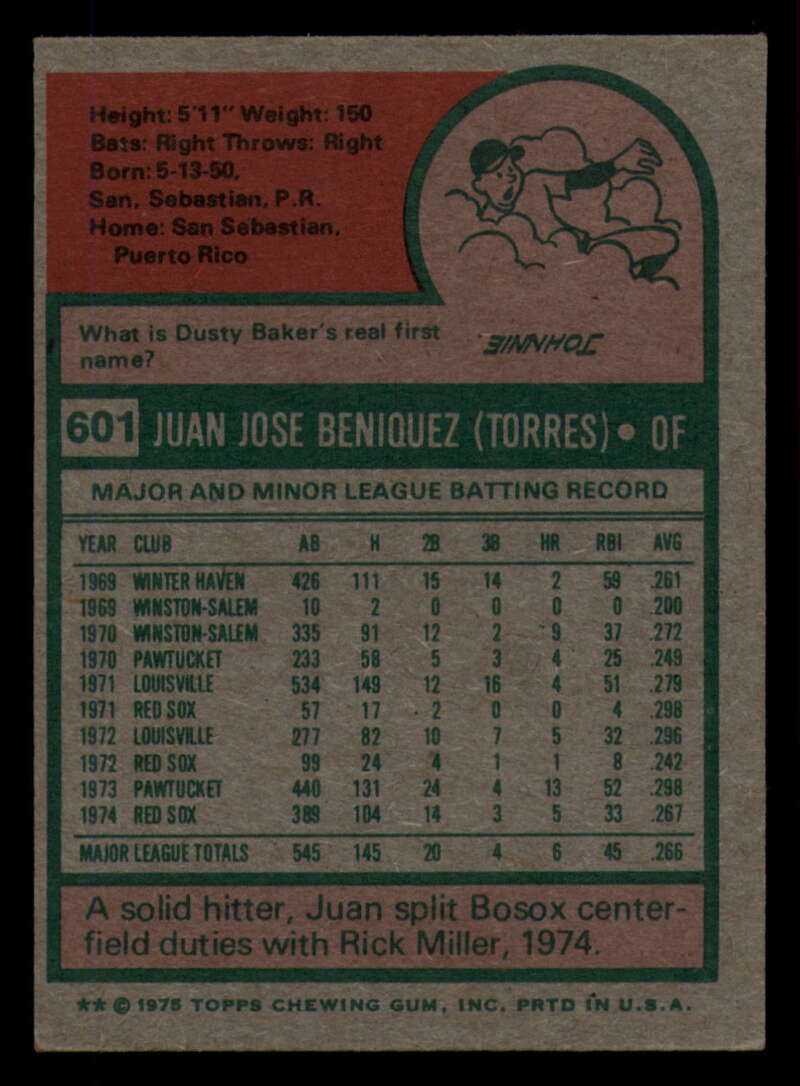 Height: 5'11" Weight: 150
Bats: Right Throws: Right
Born: 5-13-50,
San, Sebastian, P.R.
Home: San Sebastian,
Puerto Rico
What is Dusty Baker's real first
name?
JOHNNIE
601 JUAN JOSE BENIQUEZ (TORRES) • OF
MAJOR AND MINOR LEAGUE BATTING RECORD
YEAR CLUB AB H 2B 3B HR RBI AVG
1969 WINTER HAVEN 426 111 15 14 2 59 .261
1969 WINSTON-SALEM 10 2 0 0 0 0 .200
1970 WINSTON-SALEM 335 91 12 2 9 37 .272
1970 PAWTUCKET 233 58 5 3 4 25 .249
1971 LOUISVILLE 534 149 12 16 4 51 .279
1971 RED SOX 57 17 2 0 0 4 .298
1972 LOUISVILLE 277 82 10 7 5 32 .296
1972 RED SOX 99 24 4 1 1 8 .242
1973 PAWTUCKET 440 131 24 4 13 52 .298
1974 RED SOX 389 104 14 3 5 33 .267
MAJOR LEAGUE TOTALS 545 145 20 4 6 45 .266
A solid hitter, Juan split Bosox center-
field duties with Rick Miller, 1974.
** © 1975 TOPPS CHEWING GUM, INC. PRTD IN U.S.A.